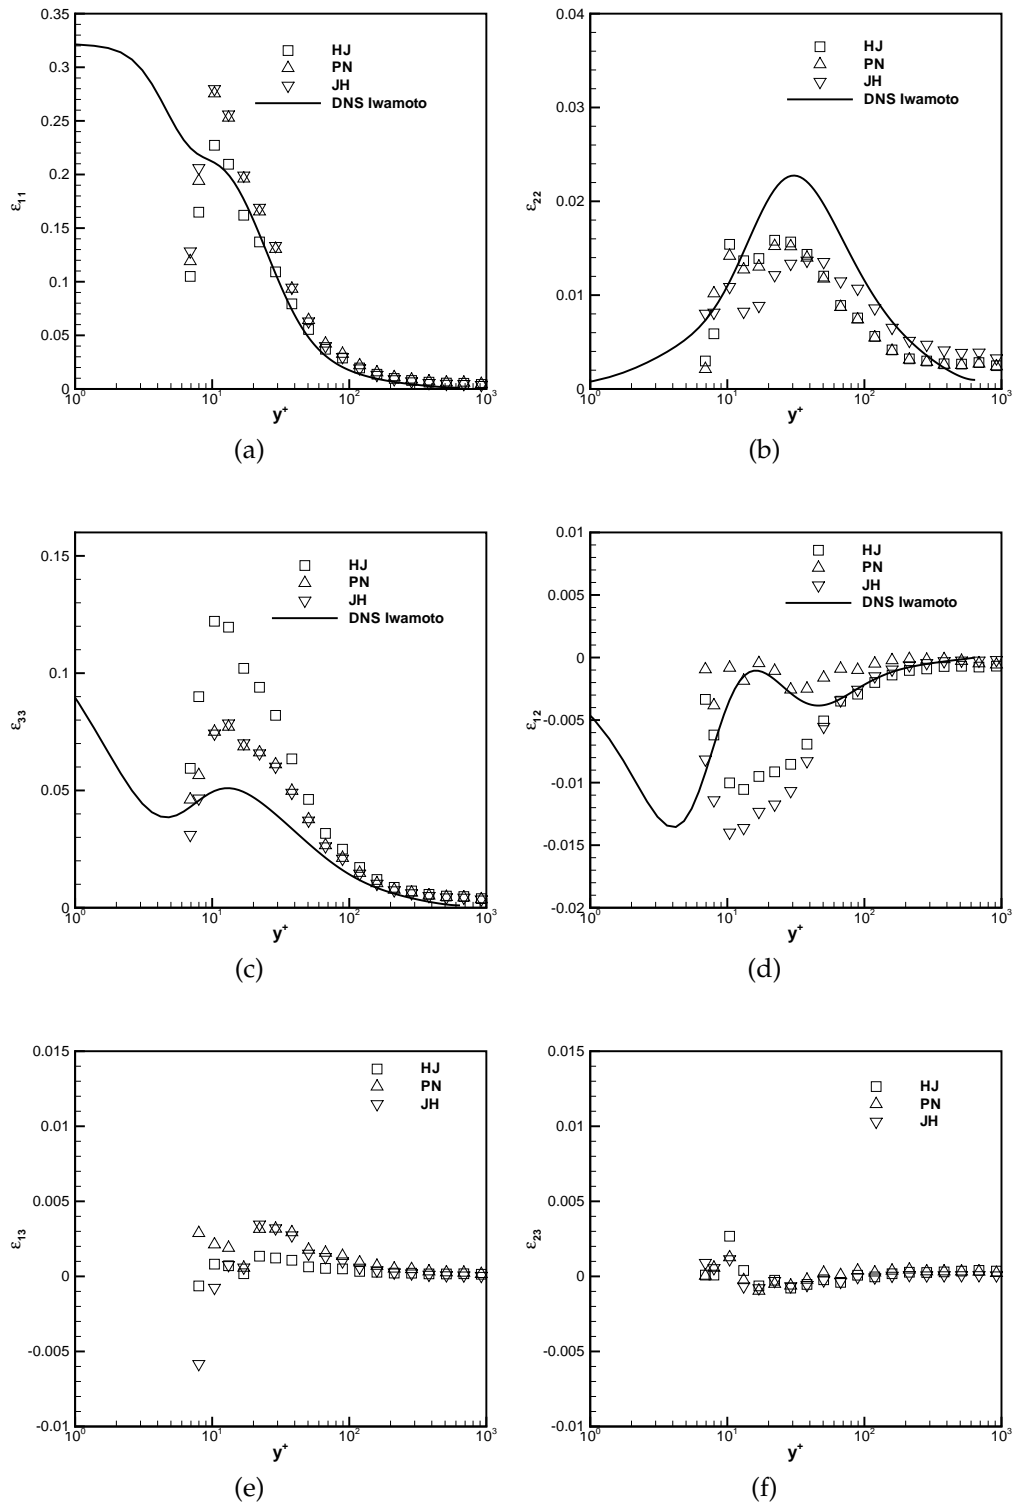 0.35
0.3
0.25
0.2
0.15
0.1
0.05
0
ε11
HJ
PN
JH
DNS Iwamoto
10^0
10^1
10^2
10^3
y+
(a)
0.04
0.03
0.02
0.01
0
ε22
HJ
PN
JH
DNS Iwamoto
10^0
10^1
10^2
10^3
y+
(b)
0.15
0.1
0.05
0
ε33
HJ
PN
JH
DNS Iwamoto
10^0
10^1
10^2
10^3
y+
(c)
0.01
0.005
0
-0.005
-0.01
-0.015
-0.02
ε12
HJ
PN
JH
DNS Iwamoto
10^0
10^1
10^2
10^3
y+
(d)
0.015
0.01
0.005
0
-0.005
-0.01
ε13
HJ
PN
JH
10^0
10^1
10^2
10^3
y+
(e)
0.015
0.01
0.005
0
-0.005
-0.01
ε23
HJ
PN
JH
10^0
10^1
10^2
10^3
y+
(f)